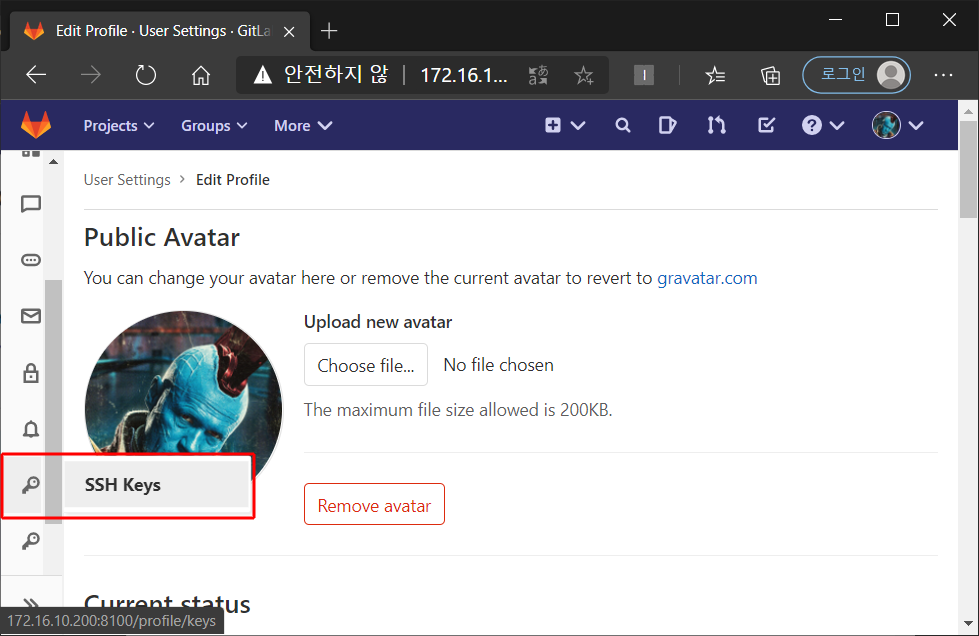 Edit Profile · User Settings · GitLa
안전하지 않 | 172.16.1...
로그인
Projects
Groups
More
User Settings > Edit Profile
Public Avatar
You can change your avatar here or remove the current avatar to revert to gravatar.com
Upload new avatar
Choose file...
No file chosen
The maximum file size allowed is 200KB.
SSH Keys
Remove avatar
Current status
172.16.10.200:8100/profile/keys